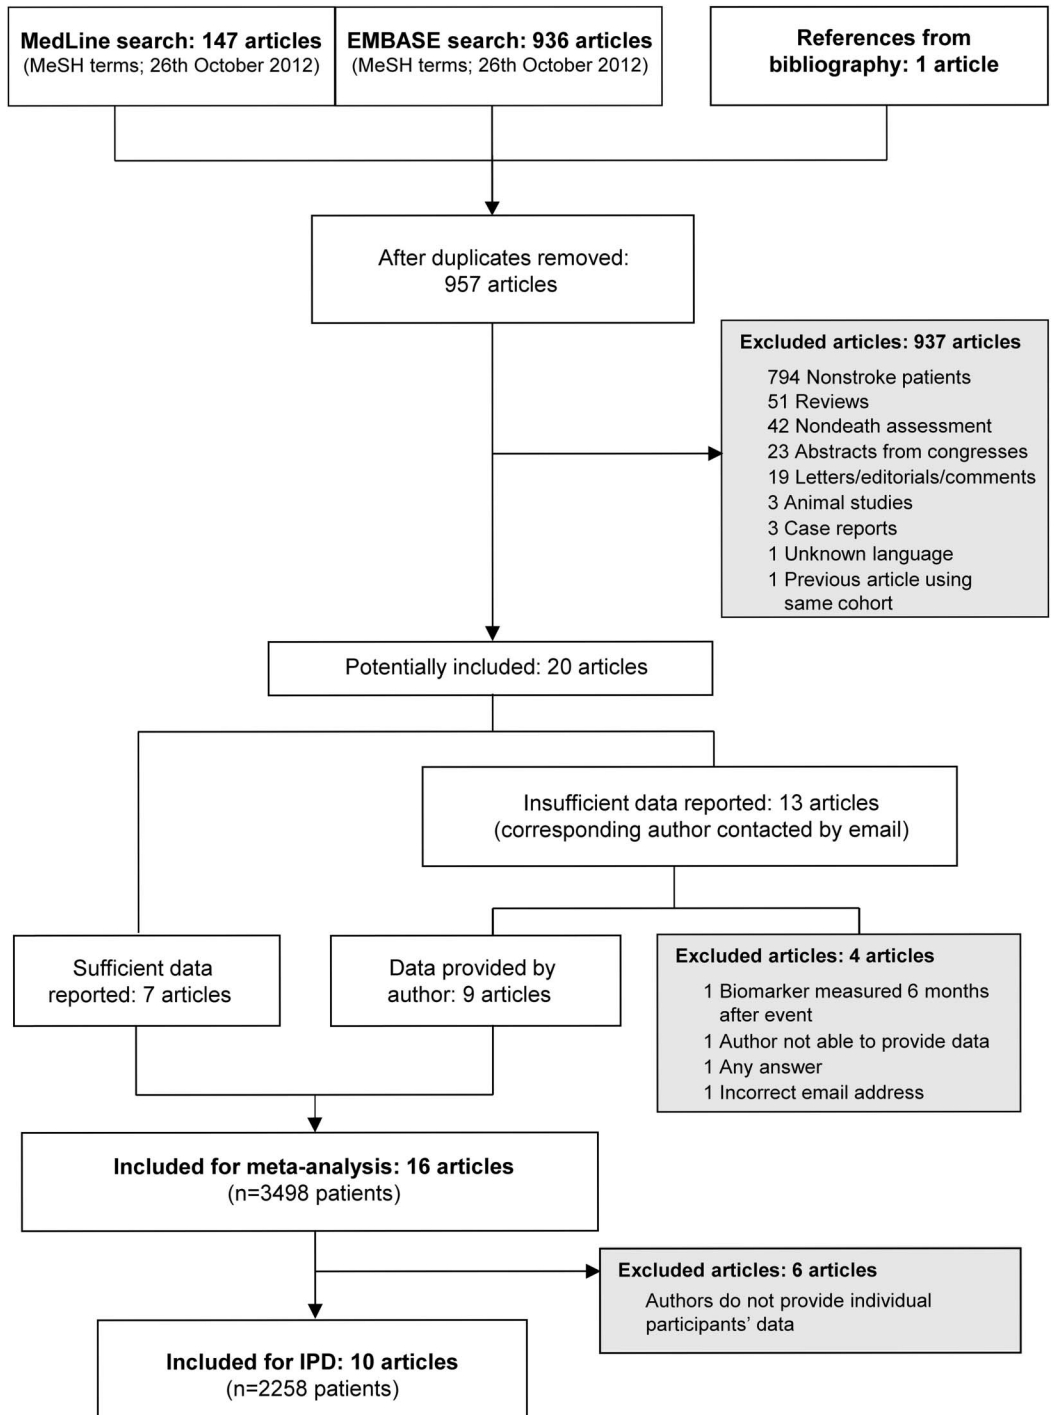 MedLine search: 147 articles
(MeSH terms; 26th October 2012)
EMBASE search: 936 articles
(MeSH terms; 26th October 2012)
References from
bibliography: 1 article
After duplicates removed:
957 articles
Excluded articles: 937 articles
794 Nonstroke patients
51 Reviews
42 Nondeath assessment
23 Abstracts from congresses
19 Letters/editorials/comments
3 Animal studies
3 Case reports
1 Unknown language
1 Previous article using
same cohort
Potentially included: 20 articles
Insufficient data reported: 13 articles
(corresponding author contacted by email)
Sufficient data
reported: 7 articles
Data provided by
author: 9 articles
Excluded articles: 4 articles
1 Biomarker measured 6 months
after event
1 Author not able to provide data
1 Any answer
1 Incorrect email address
Included for meta-analysis: 16 articles
(n=3498 patients)
Excluded articles: 6 articles
Authors do not provide individual
participants' data
Included for IPD: 10 articles
(n=2258 patients)